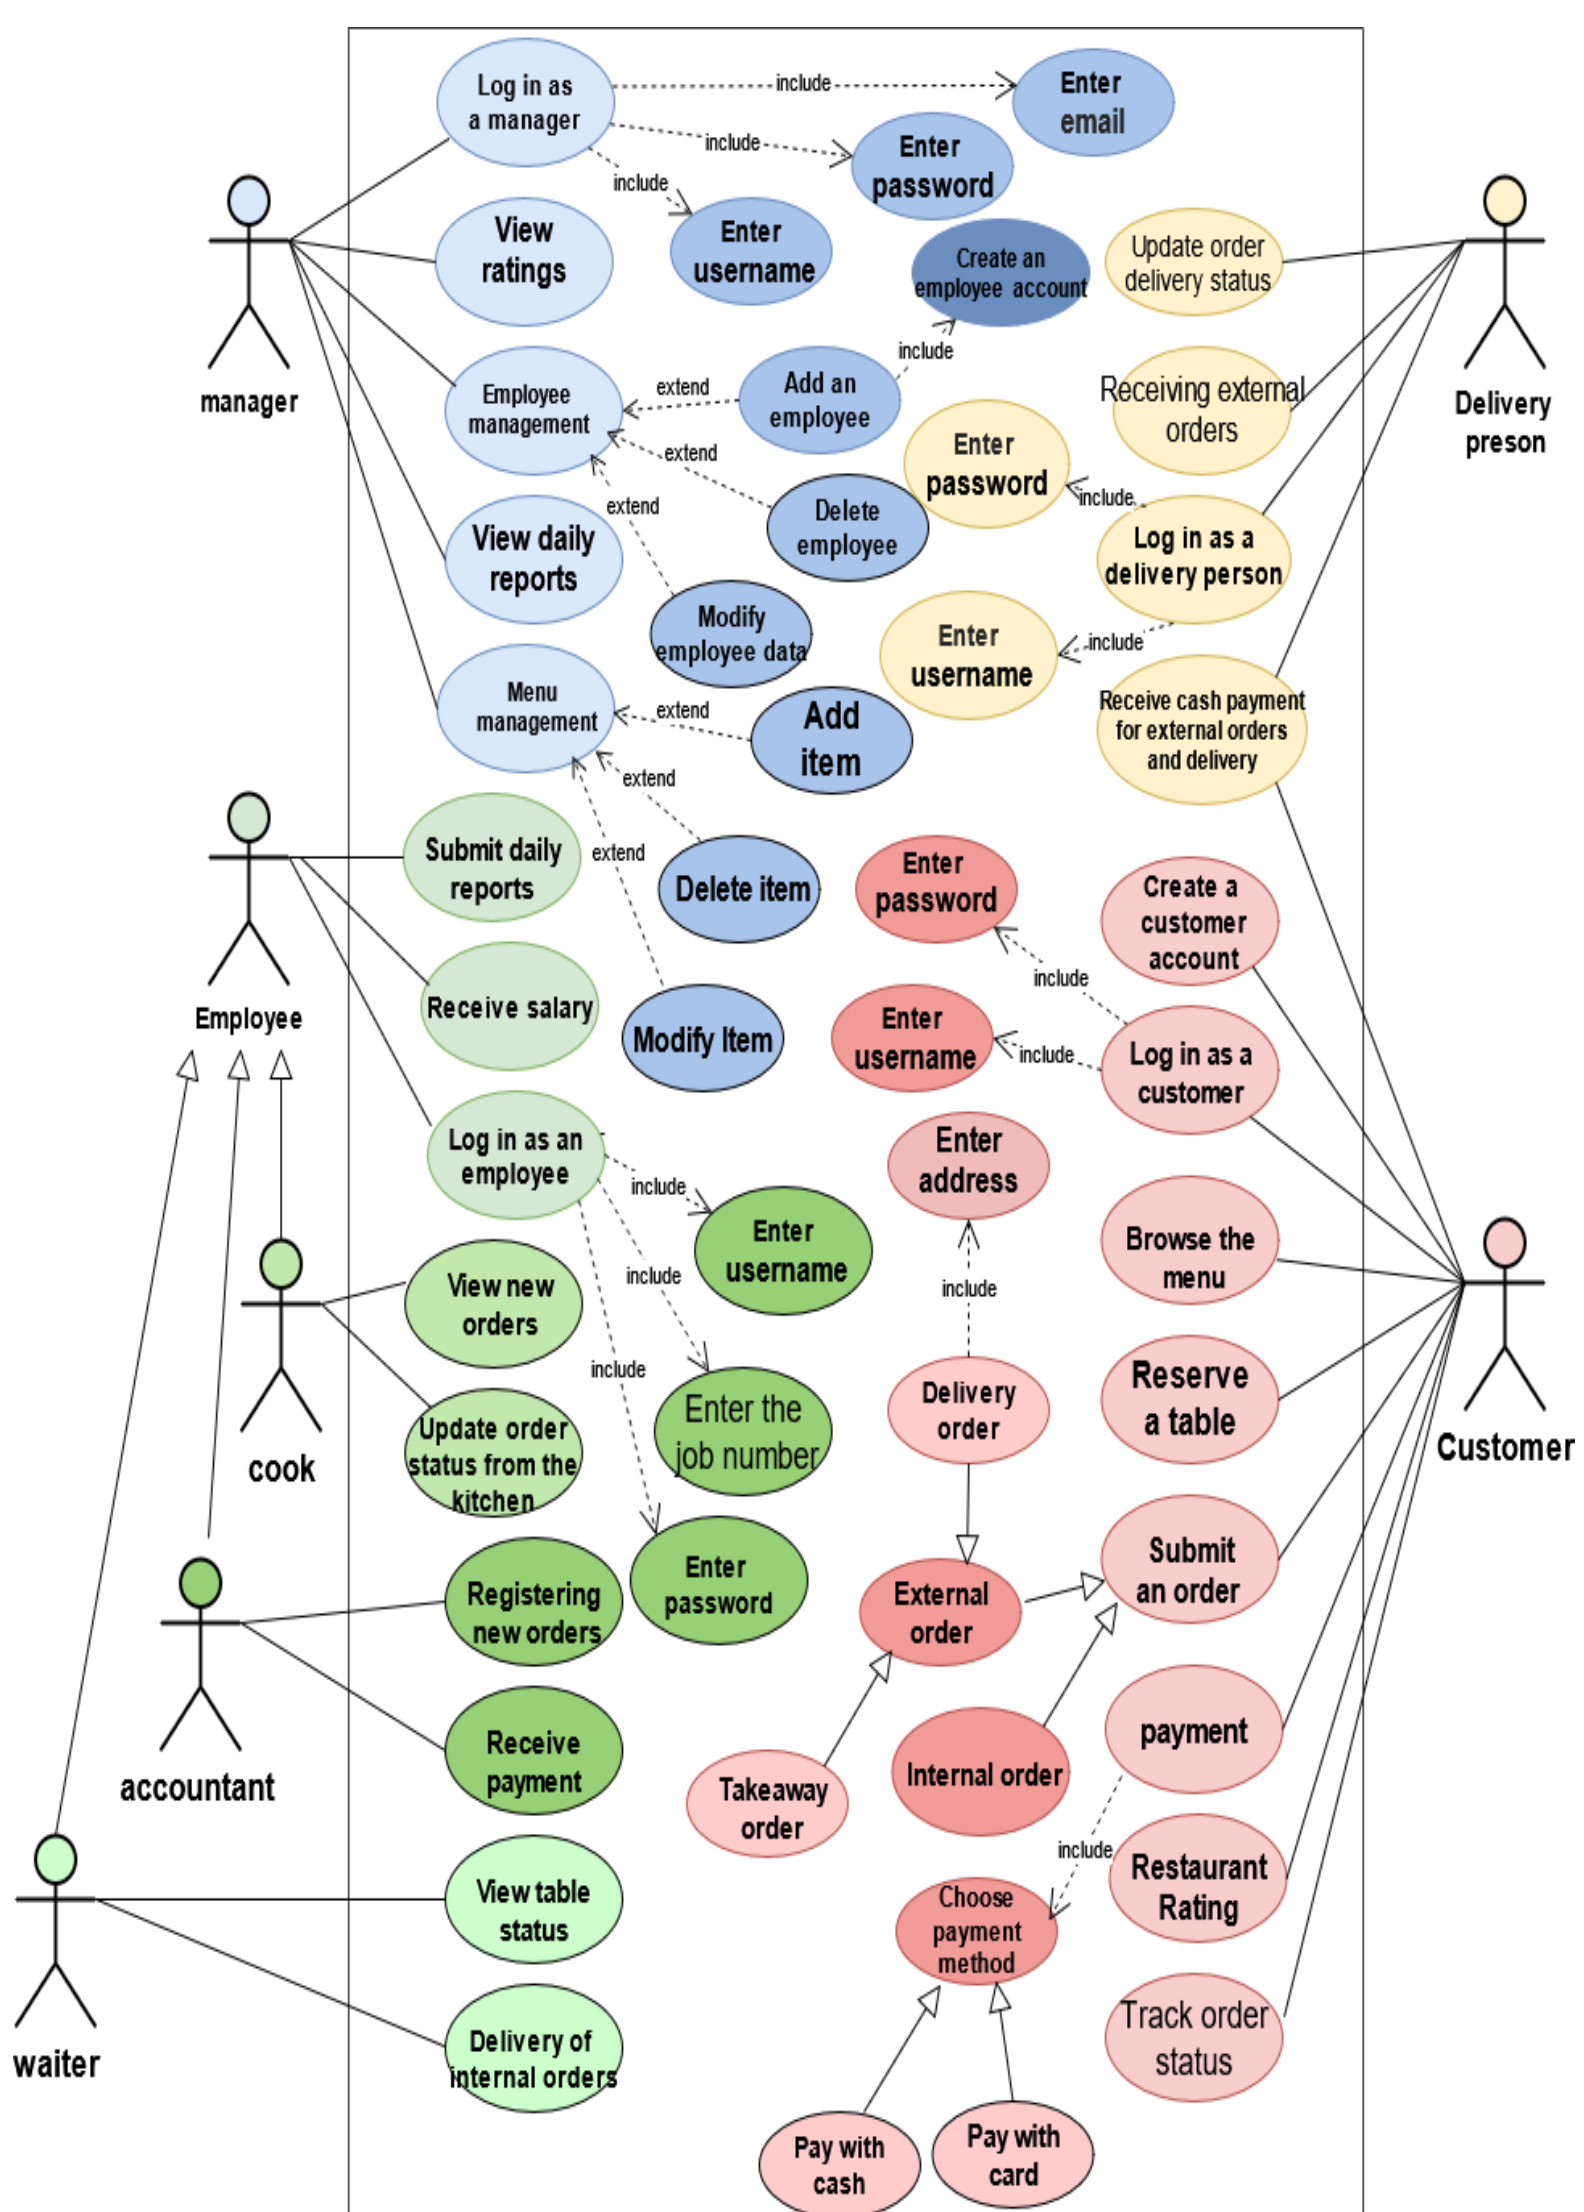 Log in as
a manager
include
Enter
email
include
Enter
password
include
Enter
username
View
ratings
manager
Create an
employee account
include
Update order
delivery status
Delivery
preson
Employee
management
extend
Add an
employee
Receiving external
orders
extend
Delete
employee
Enter
password
include
extend
Modify
employee data
View daily
reports
Log in as a
delivery person
include
Enter
username
Menu
management
extend
Add
item
Receive cash payment
for external orders
and delivery
extend
Delete item
extend
Modify Item
Employee
Submit daily
reports
Receive salary
Enter
password
include
Create a
customer
account
Enter
username
include
Log in as a
customer
Log in as an
employee
include
Enter
username
include
Enter the
job number
include
Enter
password
Enter
address
include
Delivery
order
Browse the
menu
Reserve
a table
Customer
cook
View new
orders
Update order
status from the
kitchen
External
order
Submit
an order
accountant
Registering
new orders
Receive
payment
Takeaway
order
Internal order
payment
include
Choose
payment
method
Restaurant
Rating
waiter
View table
status
Delivery of
internal orders
Track order
status
Pay with
cash
Pay with
card